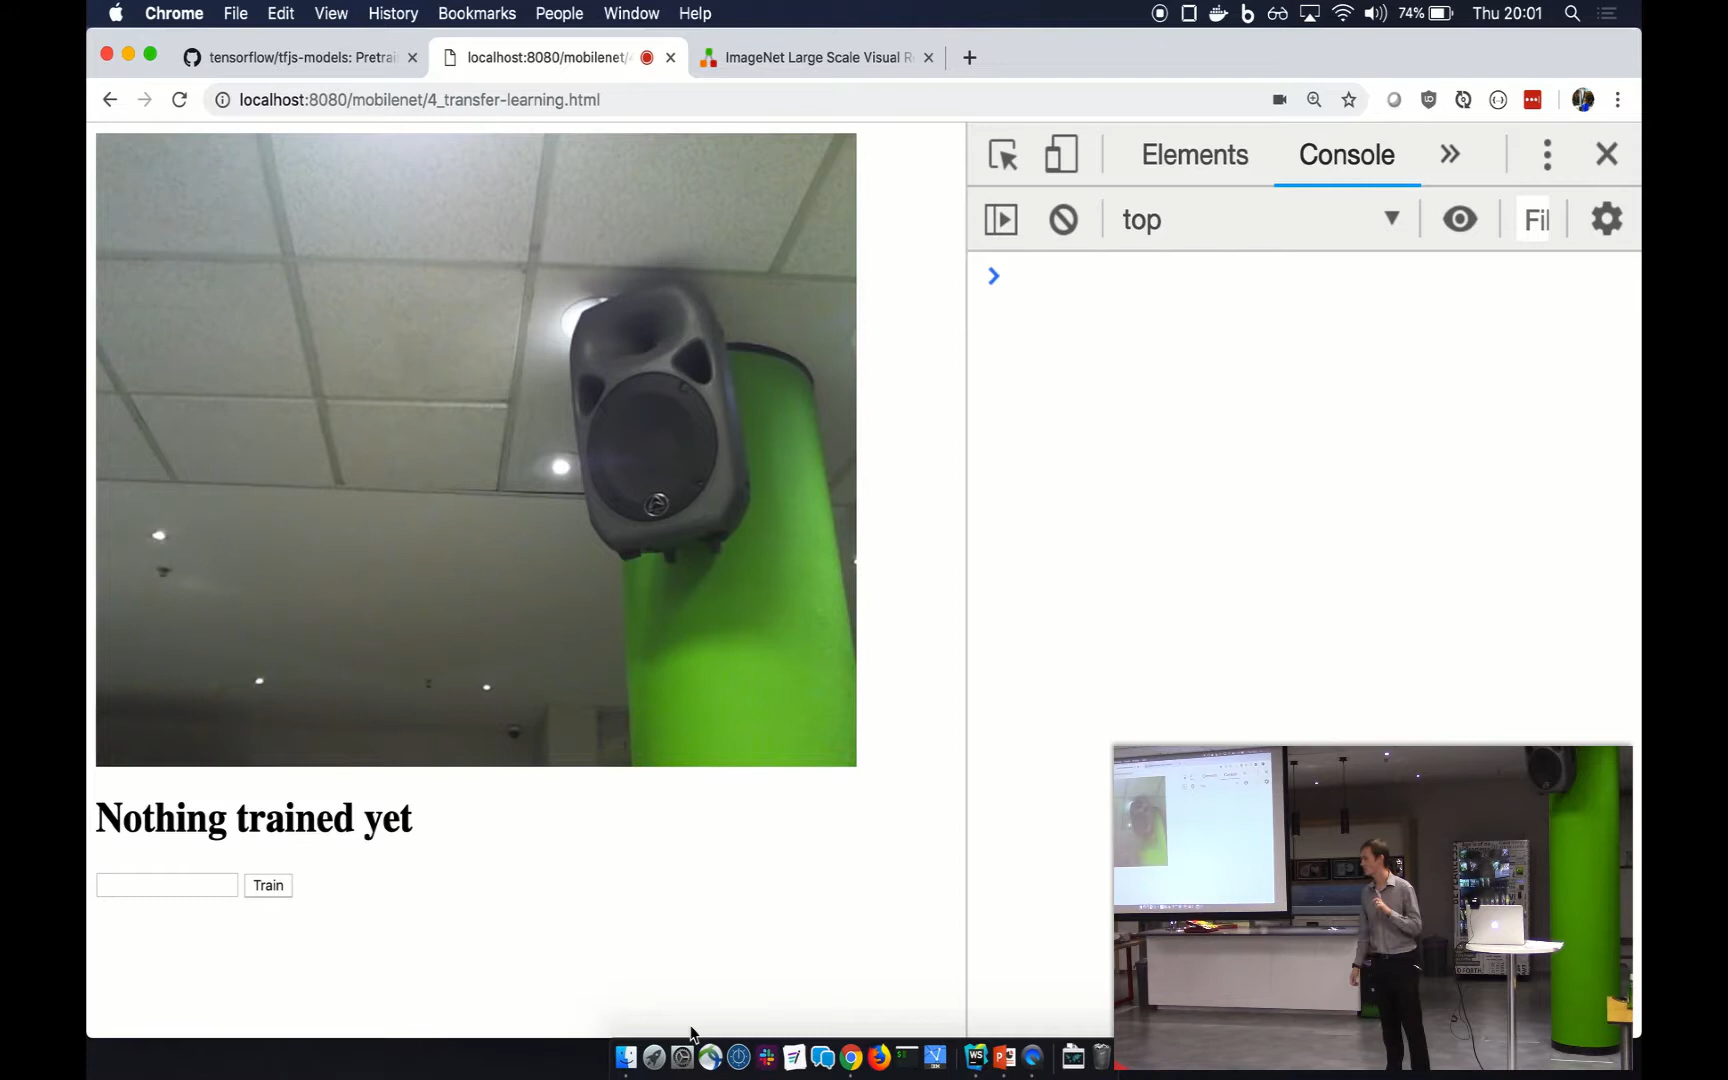 Chrome File Edit View History Bookmarks People Window Help 74% Thu 20:01
tensorflow/tfjs-models: Pretrai
localhost:8080/mobilenet/
ImageNet Large Scale Visual R
localhost:8080/mobilenet/4_transfer-learning.html
Elements Console
top Fil
Nothing trained yet
Train